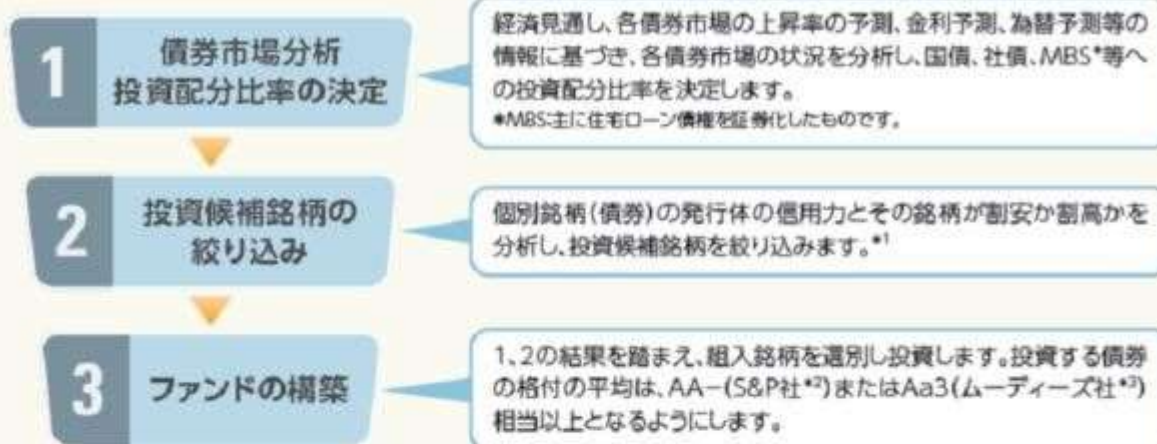 1
債券市場分析
投資配分比率の決定
経済見通し、各債券市場の上昇率の予測、金利予測、為替予測等の
情報に基づき、各債券市場の状況を分析し、国債、社債、MBS*等へ
の投資配分比率を決定します。
*MBS:主に住宅ローン債権を証券化したものです。
2
投資候補銘柄の
絞り込み
個別銘柄(債券)の発行体の信用力とその銘柄が割安か割高かを
分析し、投資候補銘柄を絞り込みます。*1
3
ファンドの構築
1、2の結果を踏まえ、組入銘柄を選別し投資します。投資する債券
の格付の平均は、AA-(S&P社*2)またはAa3(ムーディーズ社*3)
相当以上となるようにします。